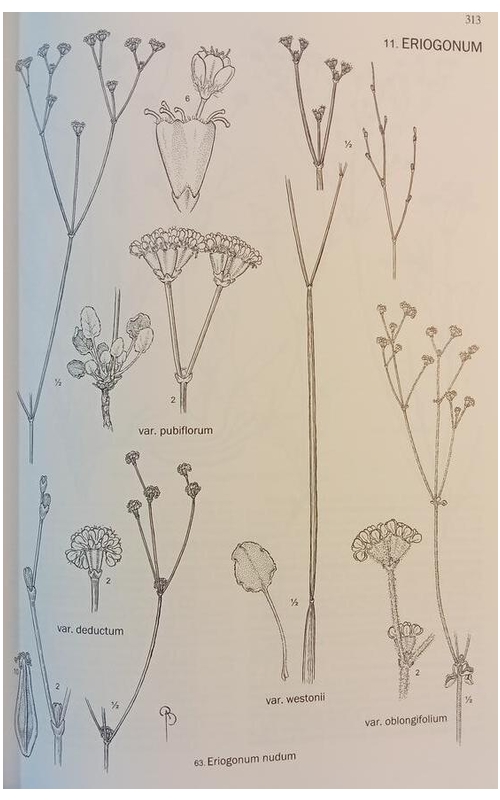 313
11. ERIOGONUM
6
½
½
2
var. pubiflorum
2
var. deductum
½
var. westonii
2
½
2
½
var. oblongifolium
63. Eriogonum nudum